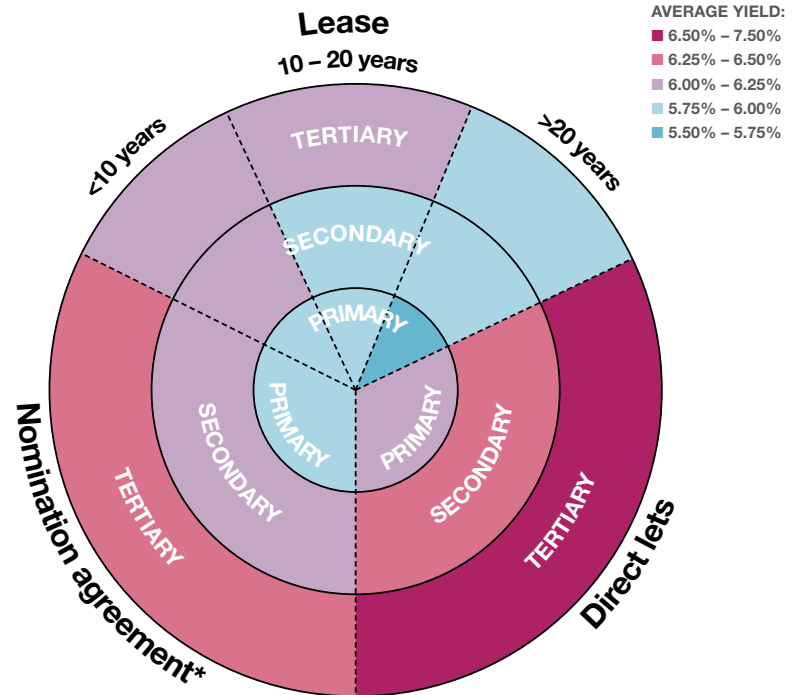 Lease
10 – 20 years
<10 years
>20 years
AVERAGE YIELD:
6.50% – 7.50%
6.25% – 6.50%
6.00% – 6.25%
5.75% – 6.00%
5.50% – 5.75%
TERTIARY
SECONDARY
PRIMARY
PRIMARY
SECONDARY
TERTIARY
Nomination agreement*
PRIMARY
SECONDARY
TERTIARY
Direct lets